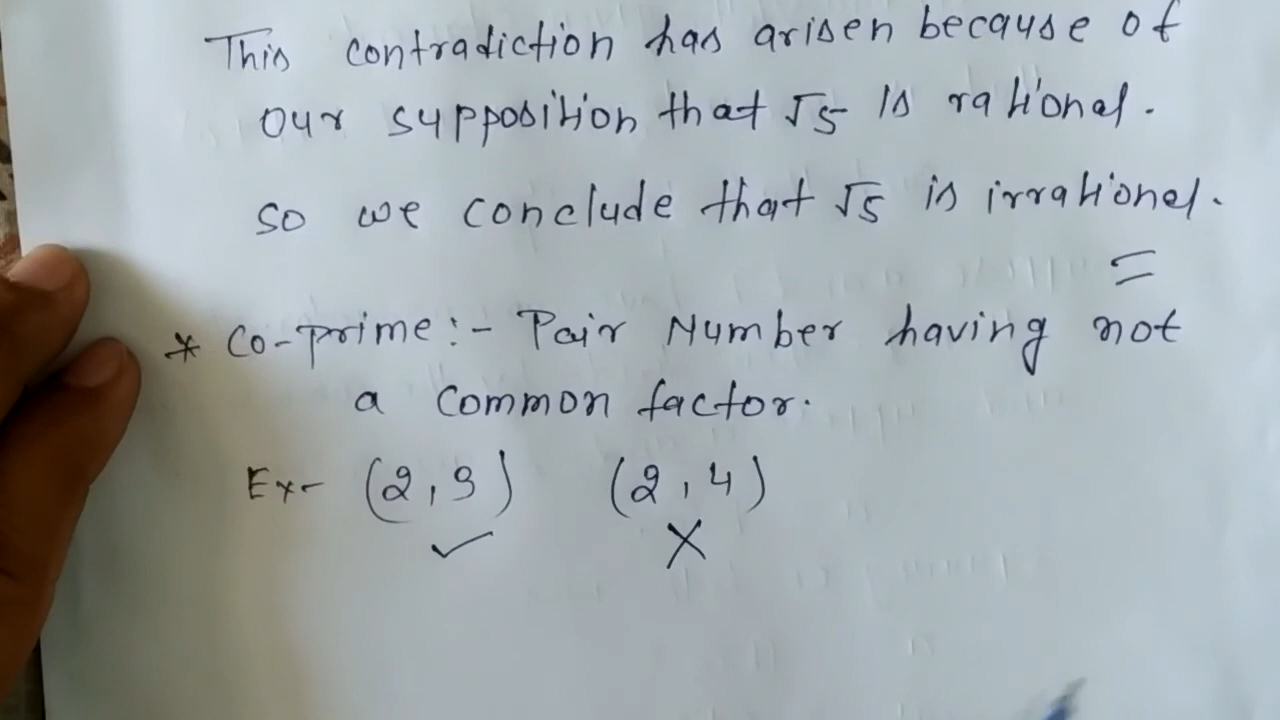 This contradiction has arisen because of
our supposition that √5 is rational.
so we conclude that √5 is irrational.
* Co-prime:- Pair Number having not
a common factor.
Ex- (2,9) (2,4)
✓ X